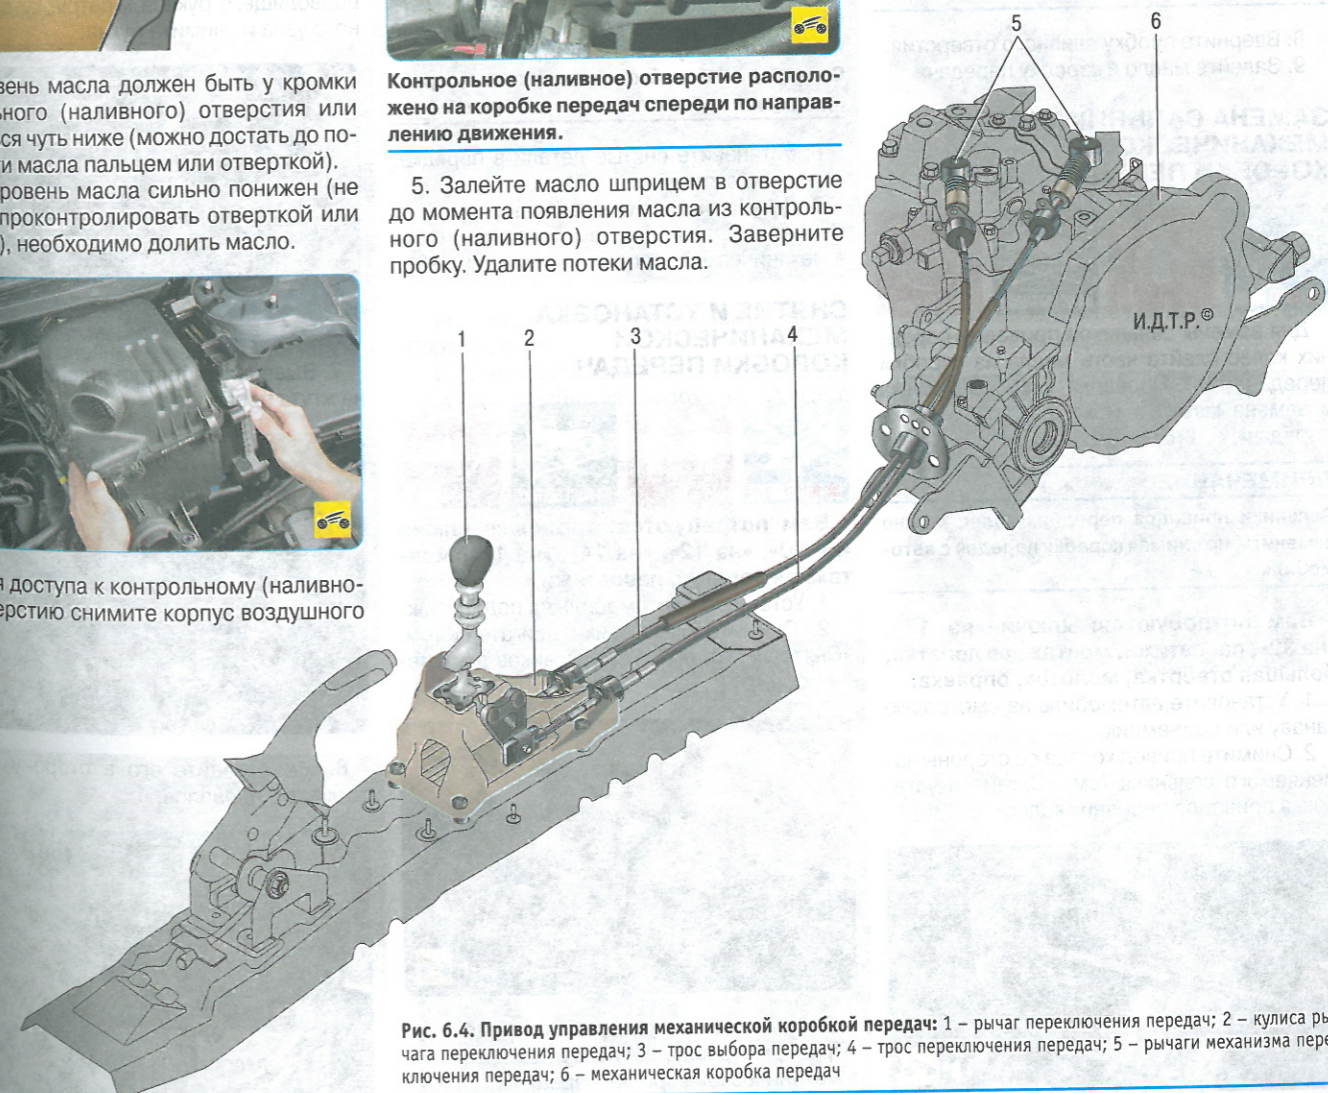 вень масла должен быть у кромки
ьного (наливного) отверстия или
ся чуть ниже (можно достать до по-
и масла пальцем или отверткой).
ровень масла сильно понижен (не
проконтролировать отверткой или
), необходимо долить масло.
я доступа к контрольному (наливно-
ерстию снимите корпус воздушного
Контрольное (наливное) отверстие располо-
жено на коробке передач спереди по направ-
лению движения.
5. Залейте масло шприцем в отверстие
до момента появления масла из контроль-
ного (наливного) отверстия. Заверните
пробку. Удалите потеки масла.
5 6
И.Д.Т.Р.©
1 2 3 4
Рис. 6.4. Привод управления механической коробкой передач: 1 – рычаг переключения передач; 2 – кулиса ры-
чага переключения передач; 3 – трос выбора передач; 4 – трос переключения передач; 5 – рычаги механизма пере
ключения передач; 6 – механическая коробка передач